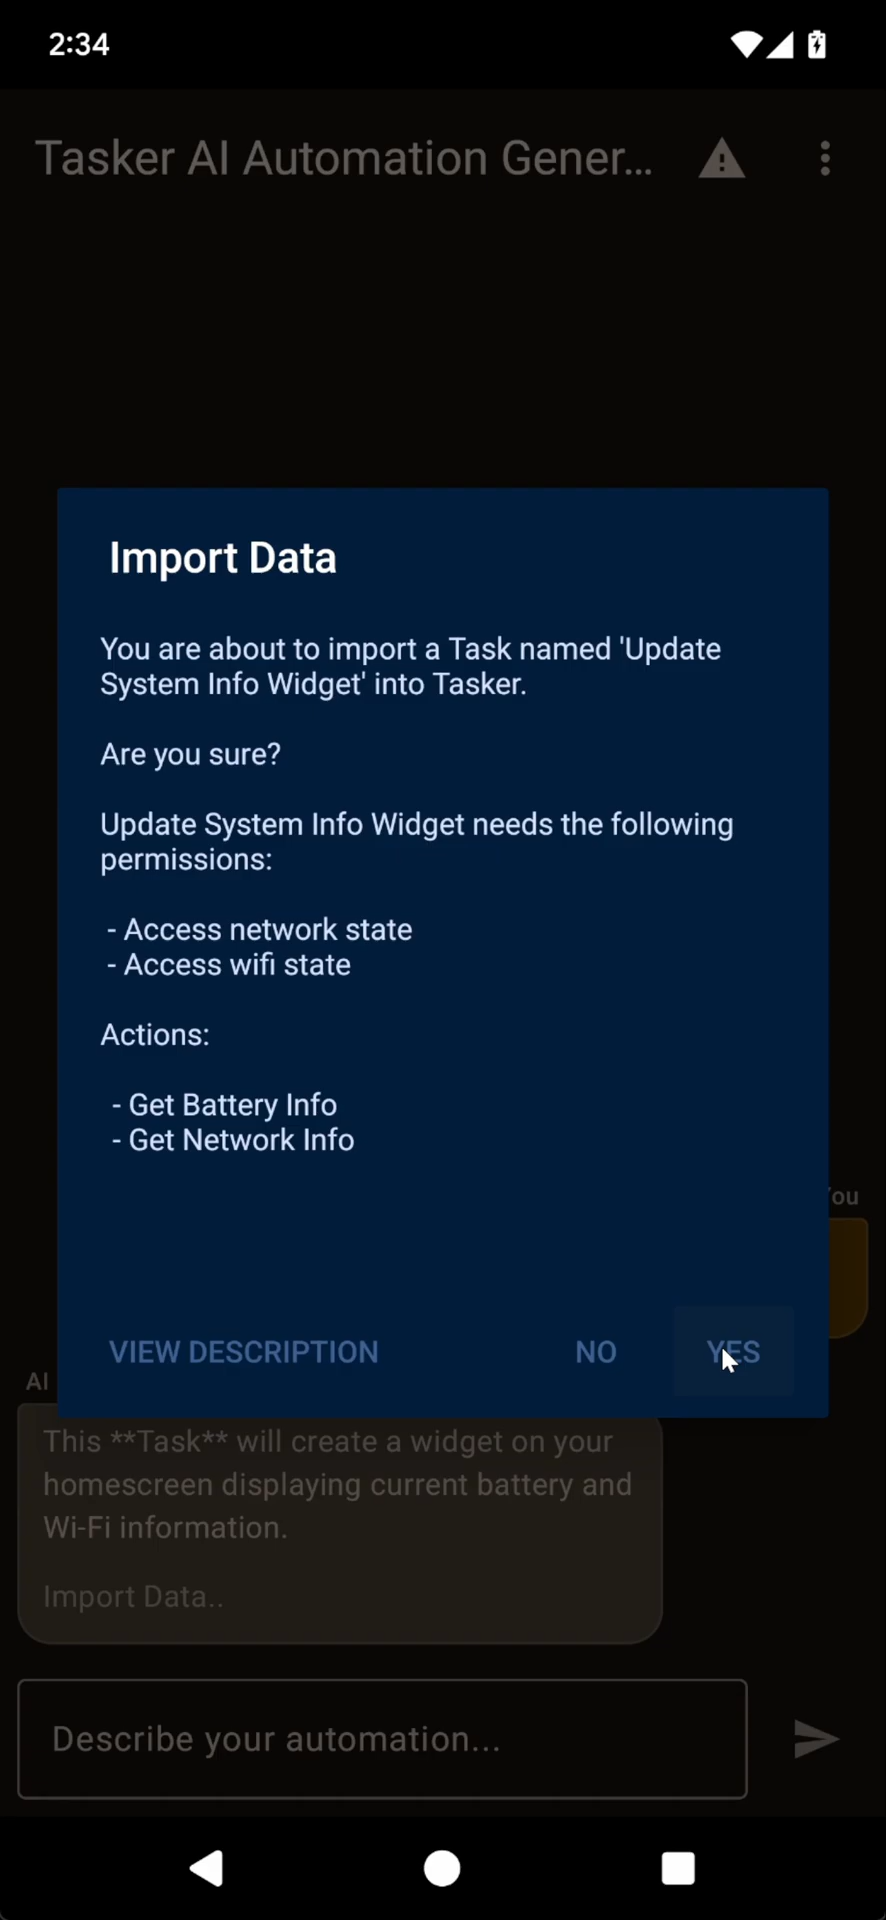 2:34
Tasker AI Automation Gener...
Import Data
You are about to import a Task named 'Update
System Info Widget' into Tasker.
Are you sure?
Update System Info Widget needs the following
permissions:
- Access network state
- Access wifi state
Actions:
- Get Battery Info
- Get Network Info
You
VIEW DESCRIPTION
NO
YES
AI
This **Task** will create a widget on your
homescreen displaying current battery and
Wi-Fi information.
Import Data..
Describe your automation...